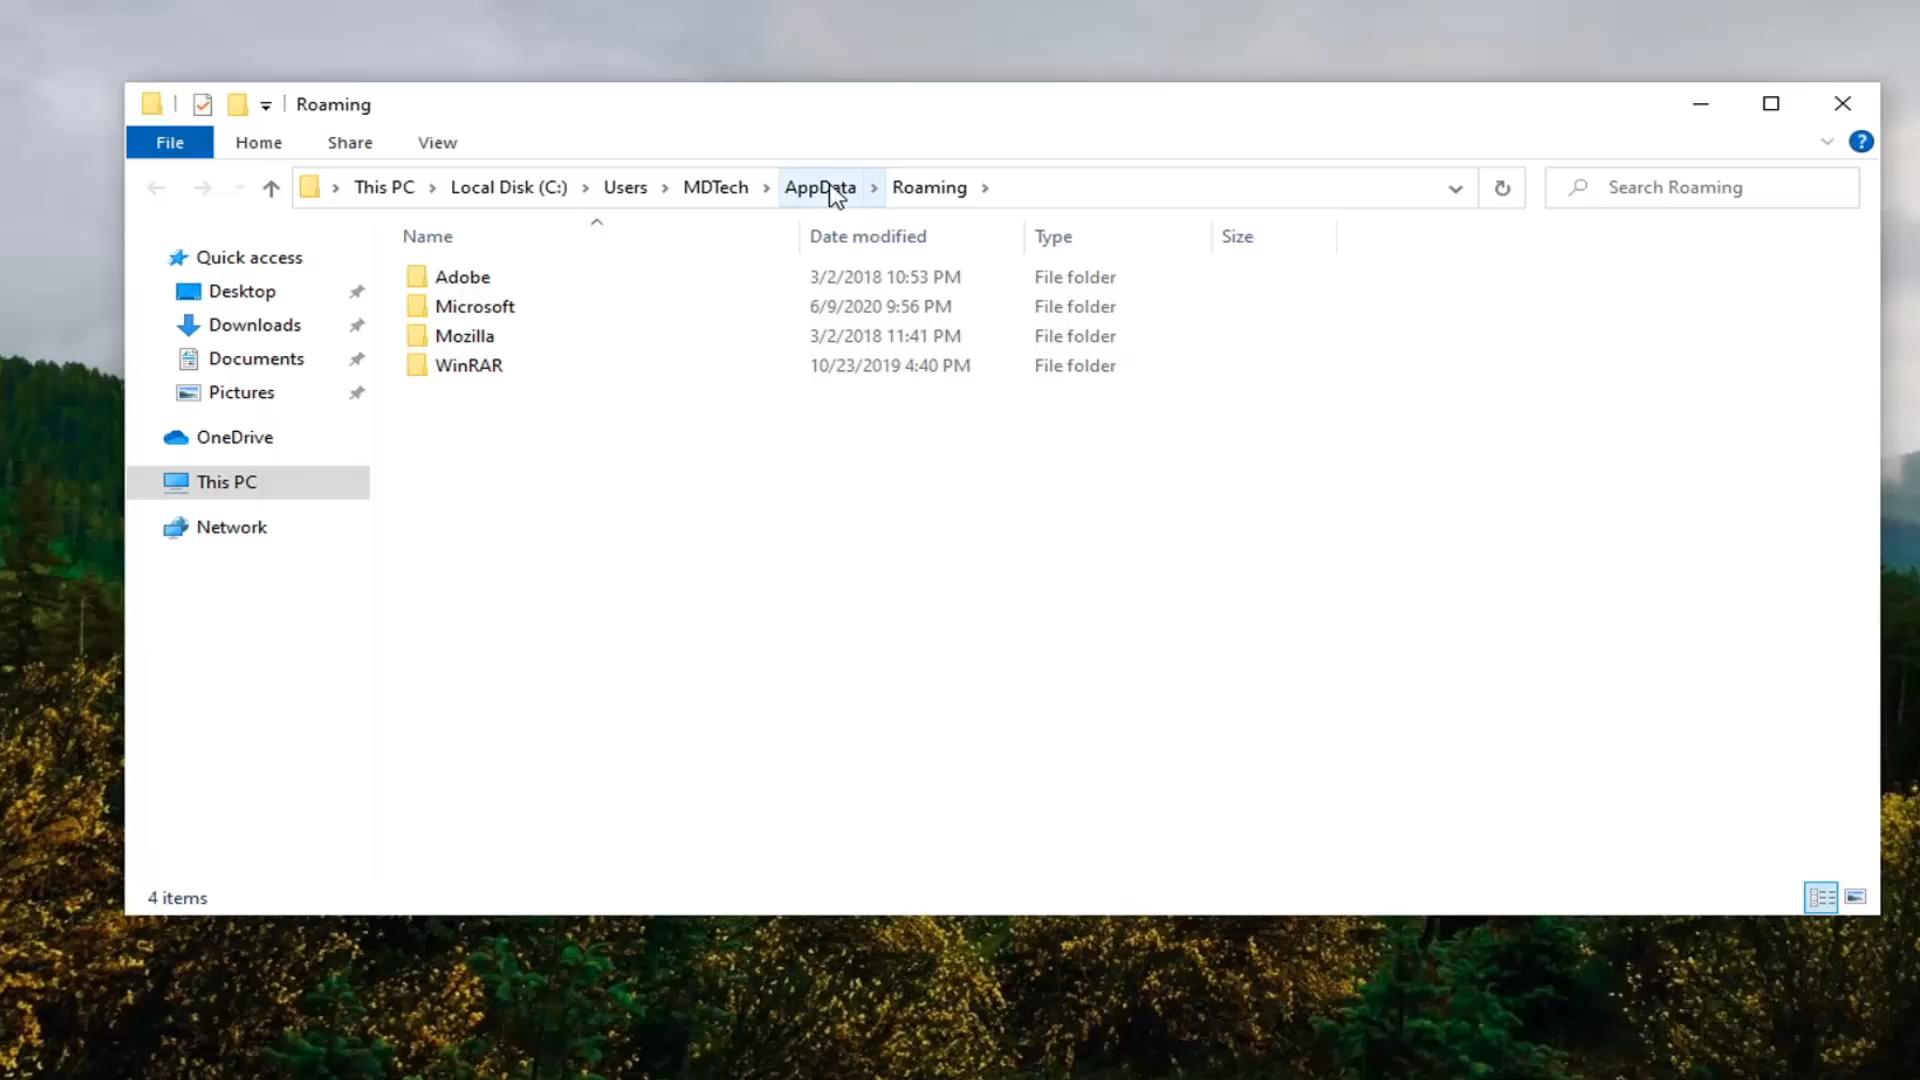 Roaming
File Home Share View
This PC Local Disk (C:) Users MDTech AppData Roaming Search Roaming
Name Date modified Type Size
Quick access
Desktop
Downloads
Documents
Pictures
OneDrive
This PC
Network
Adobe 3/2/2018 10:53 PM File folder
Microsoft 6/9/2020 9:56 PM File folder
Mozilla 3/2/2018 11:41 PM File folder
WinRAR 10/23/2019 4:40 PM File folder
4 items